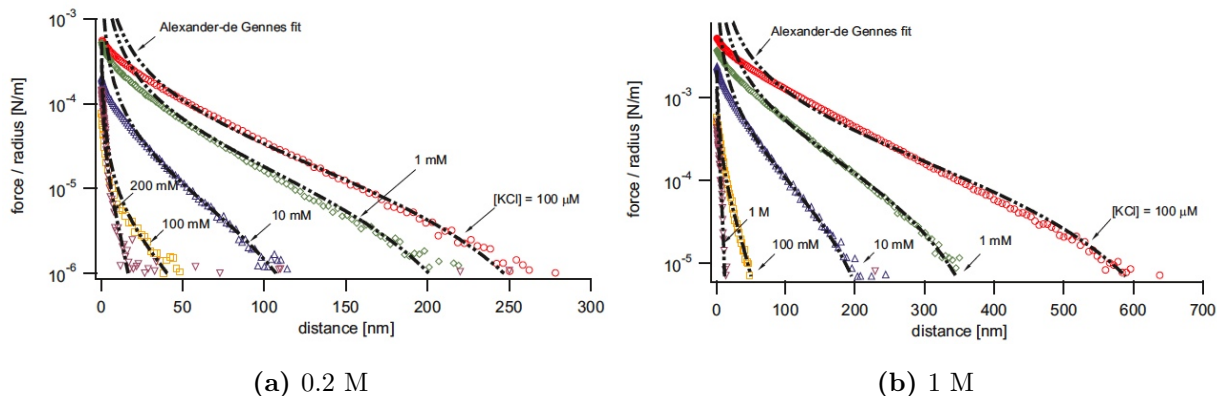 10⁻³
10⁻⁴
10⁻⁵
10⁻⁶
force / radius [N/m]
Alexander-de Gennes fit
1 mM
[KCl] = 100 μM
200 mM
100 mM
10 mM
0 50 100 150 200 250 300
distance [nm]
(a) 0.2 M
10⁻³
10⁻⁴
10⁻⁵
force / radius [N/m]
Alexander-de Gennes fit
[KCl] = 100 μM
1 M
100 mM
10 mM
1 mM
0 100 200 300 400 500 600 700
distance [nm]
(b) 1 M